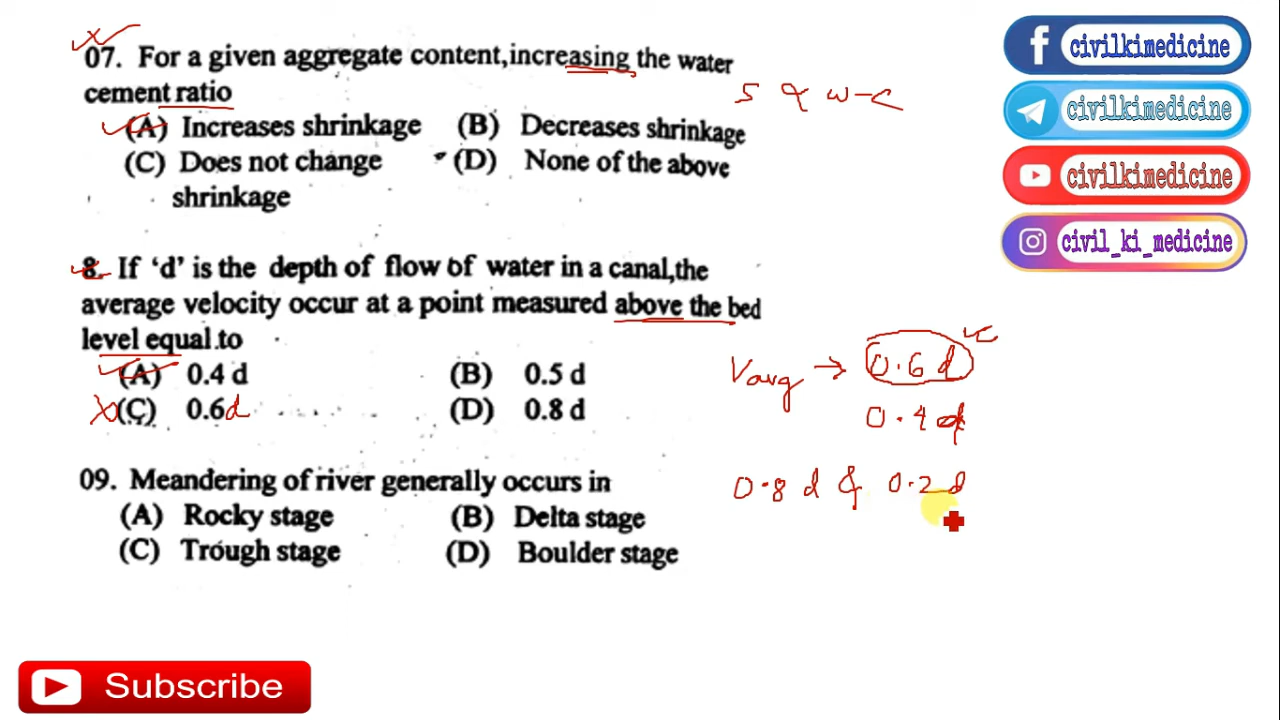 07. For a given aggregate content,increasing the water
cement ratio
(A) Increases shrinkage (B) Decreases shrinkage
(C) Does not change (D) None of the above
shrinkage
S α w-c
8. If ‘d’ is the depth of flow of water in a canal,the
average velocity occur at a point measured above the bed
level equal to
(A) 0.4 d (B) 0.5 d
(C) 0.6d (D) 0.8 d
Vavg → 0.6 d
0.4 d
0.8 d & 0.2 d
09. Meandering of river generally occurs in
(A) Rocky stage (B) Delta stage
(C) Trough stage (D) Boulder stage
civilkimedicine
civilkimedicine
civilkimedicine
civil_ki_medicine
Subscribe